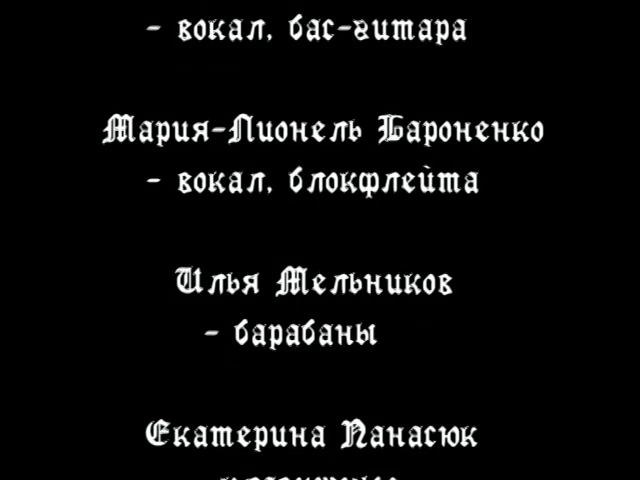 - вокал, бас-гитара
Мария-Лионель Бароненко
- вокал, блокфлейта
Илья Мельников
- барабаны
Екатерина Панасюк